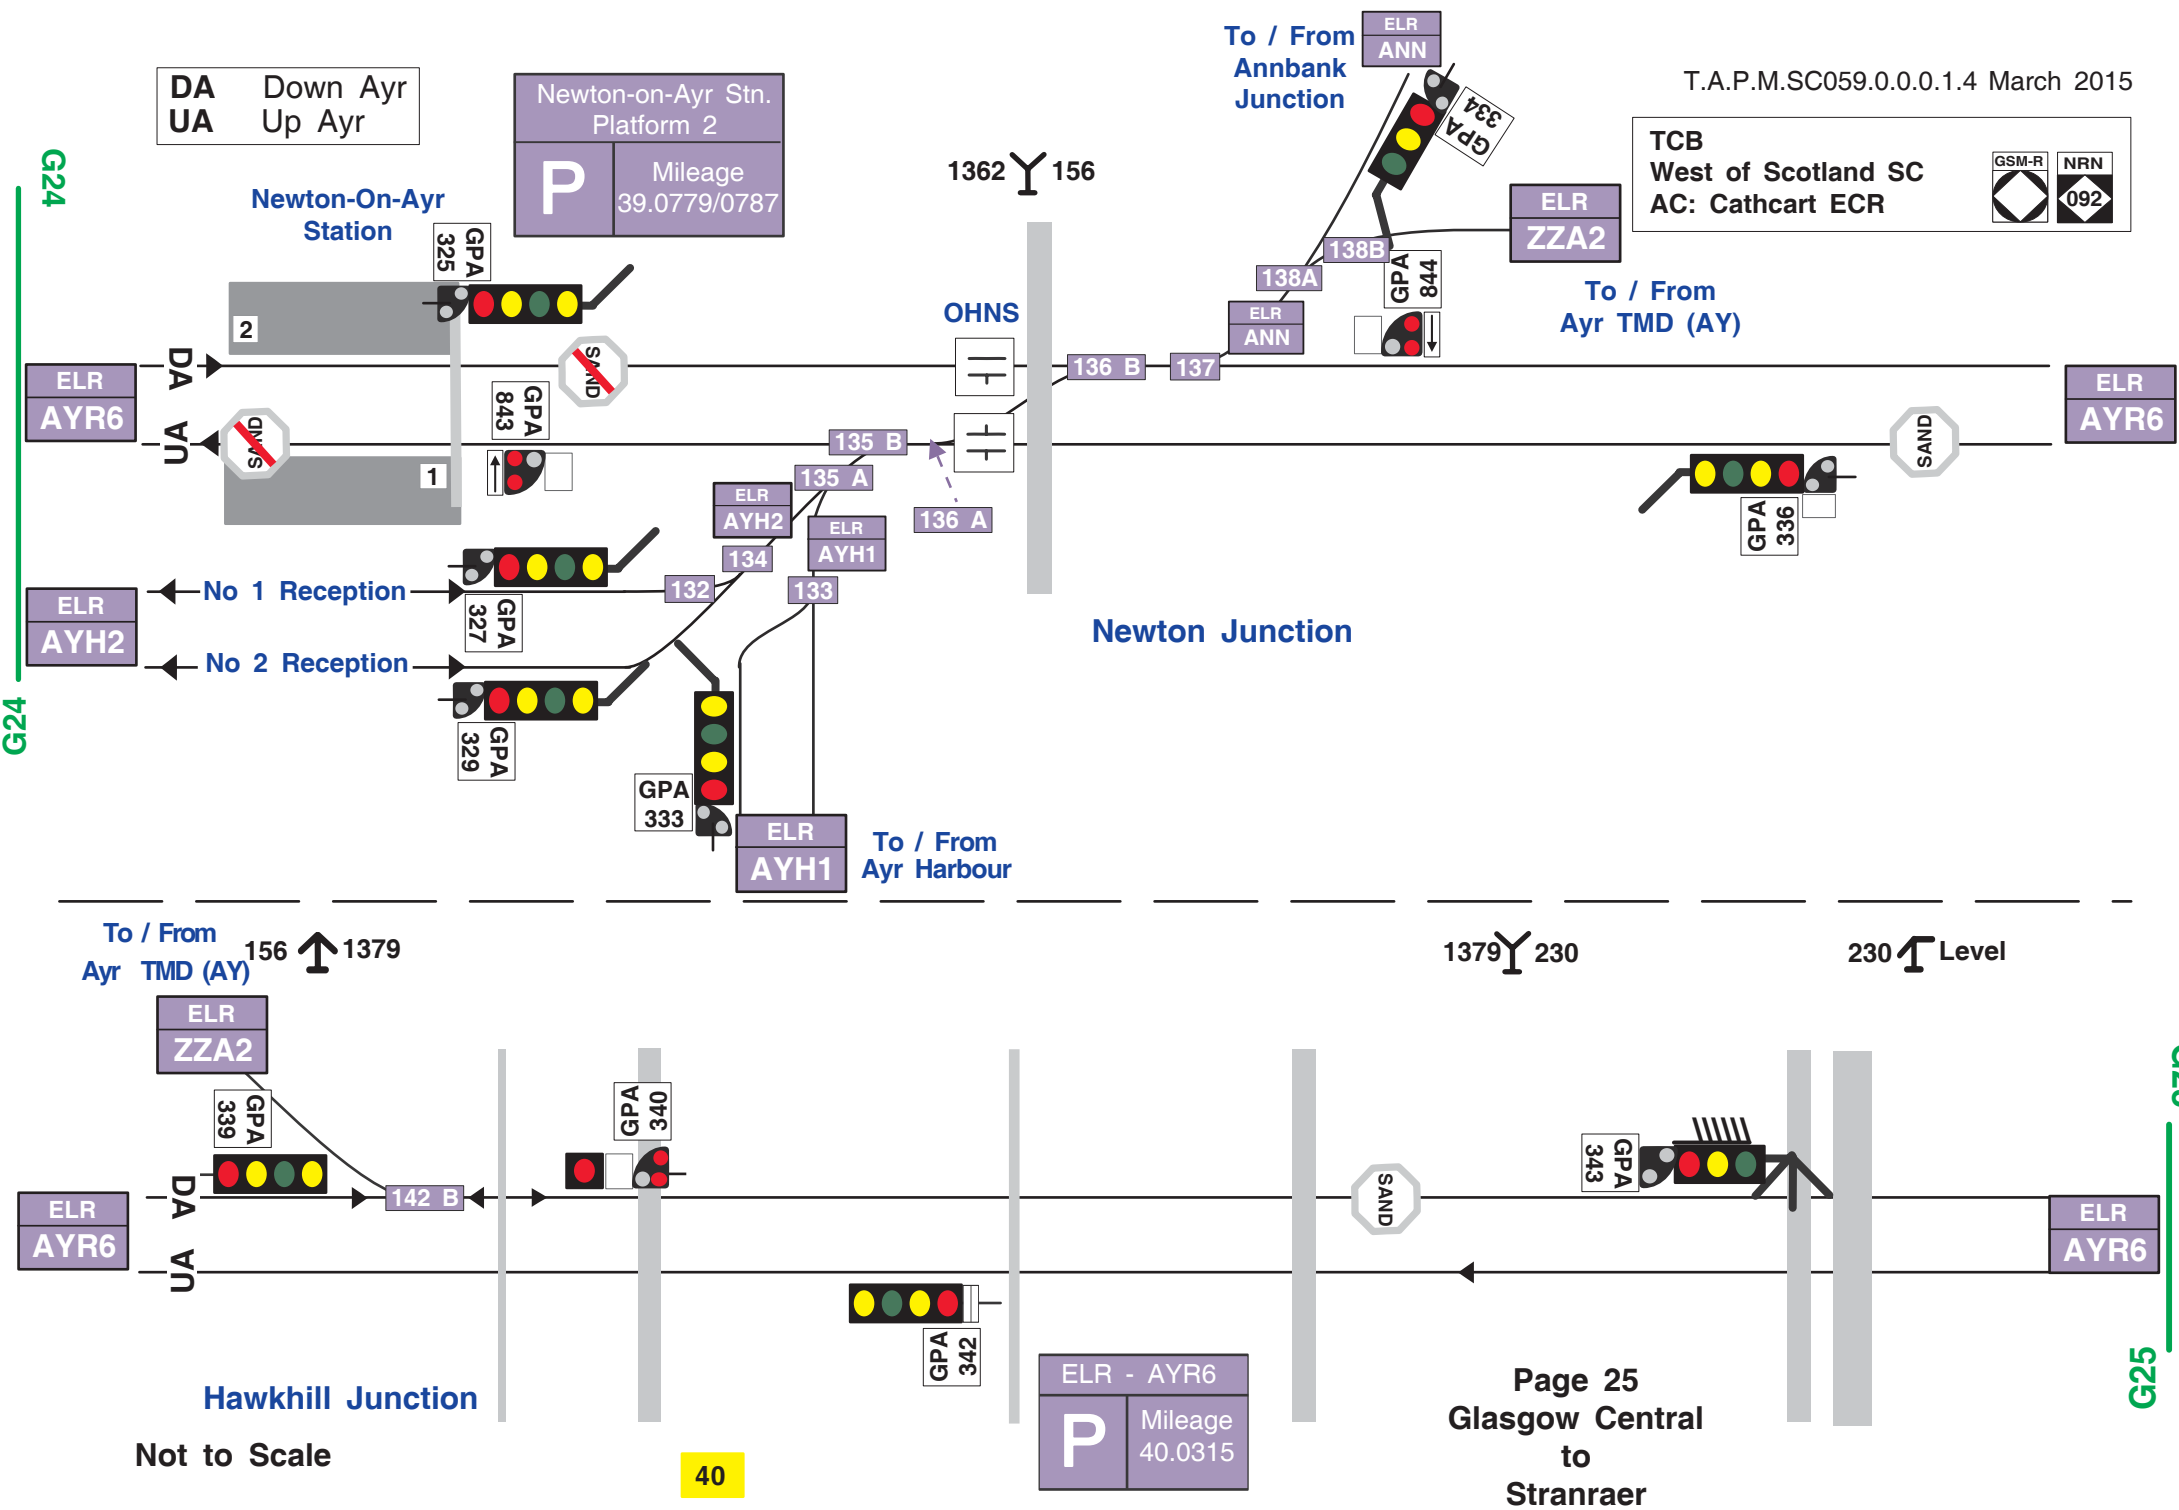 T.A.P.M.SC059.0.0.0.1.4 March 2015
DA Down Ayr
UA Up Ayr
Newton-on-Ayr Stn.
Platform 2
P
Mileage
39.0779/0787
To / From
Annbank
Junction
ELR
ANN
TCB
West of Scotland SC
AC: Cathcart ECR
GSM-R
NRN
092
G24
Newton-On-Ayr
Station
GPA
325
1362 156
GPA
334
ELR
ZZA2
138B
138A
GPA
844
To / From
Ayr TMD (AY)
2
OHNS
ELR
ANN
DA
SAND
136 B
137
ELR
AYR6
ELR
AYR6
GPA
843
UA
SAND
135 B
SAND
1
135 A
136 A
GPA
336
ELR
AYH2
ELR
AYH1
134
No 1 Reception
132
133
GPA
327
ELR
AYH2
Newton Junction
No 2 Reception
G24
GPA
329
GPA
333
ELR
AYH1
To / From
Ayr Harbour
To / From
Ayr TMD (AY)
156 1379
1379 230
230 Level
ELR
ZZA2
GPA
339
GPA
340
GPA
343
DA
142 B
SAND
ELR
AYR6
ELR
AYR6
UA
GPA
342
G25
Hawkhill Junction
Not to Scale
40
ELR - AYR6
P
Mileage
40.0315
Page 25
Glasgow Central
to
Stranraer